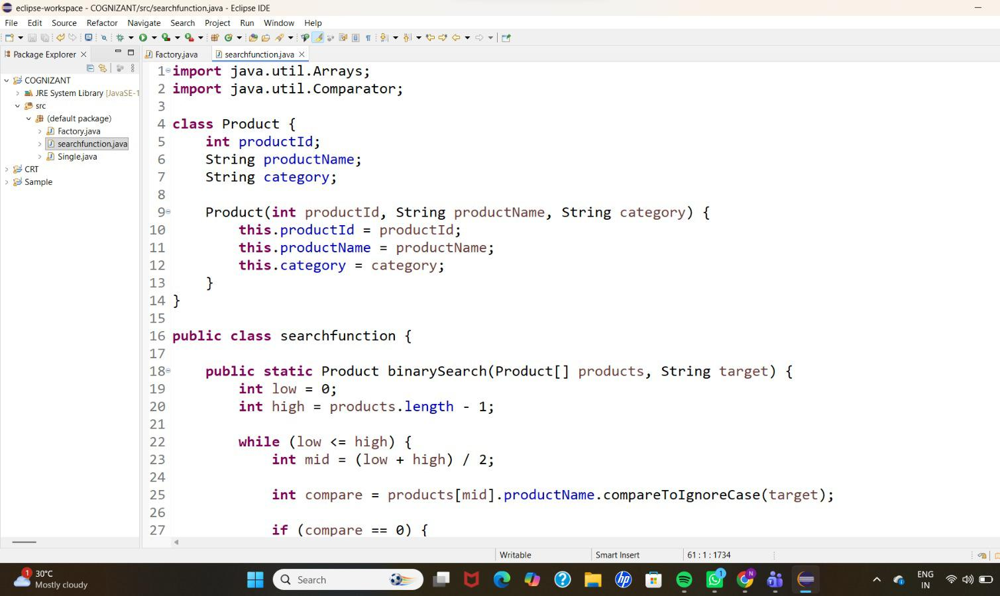 eclipse-workspace - COGNIZANT/src/searchfunction.java - Eclipse IDE
File Edit Source Refactor Navigate Search Project Run Window Help
Package Explorer
Factory.java
searchfunction.java
COGNIZANT
JRE System Library [JavaSE-1
src
(default package)
Factory.java
searchfunction.java
Single.java
CRT
Sample
1 import java.util.Arrays;
2 import java.util.Comparator;
3
4 class Product {
5 int productId;
6 String productName;
7 String category;
8
9 Product(int productId, String productName, String category) {
10 this.productId = productId;
11 this.productName = productName;
12 this.category = category;
13 }
14 }
15
16 public class searchfunction {
17
18 public static Product binarySearch(Product[] products, String target) {
19 int low = 0;
20 int high = products.length - 1;
21
22 while (low <= high) {
23 int mid = (low + high) / 2;
24
25 int compare = products[mid].productName.compareToIgnoreCase(target);
26
27 if (compare == 0) {
Writable Smart Insert 61 : 1 : 1734
1
30°C
Mostly cloudy
Search
hp
1
N
ENG
IN